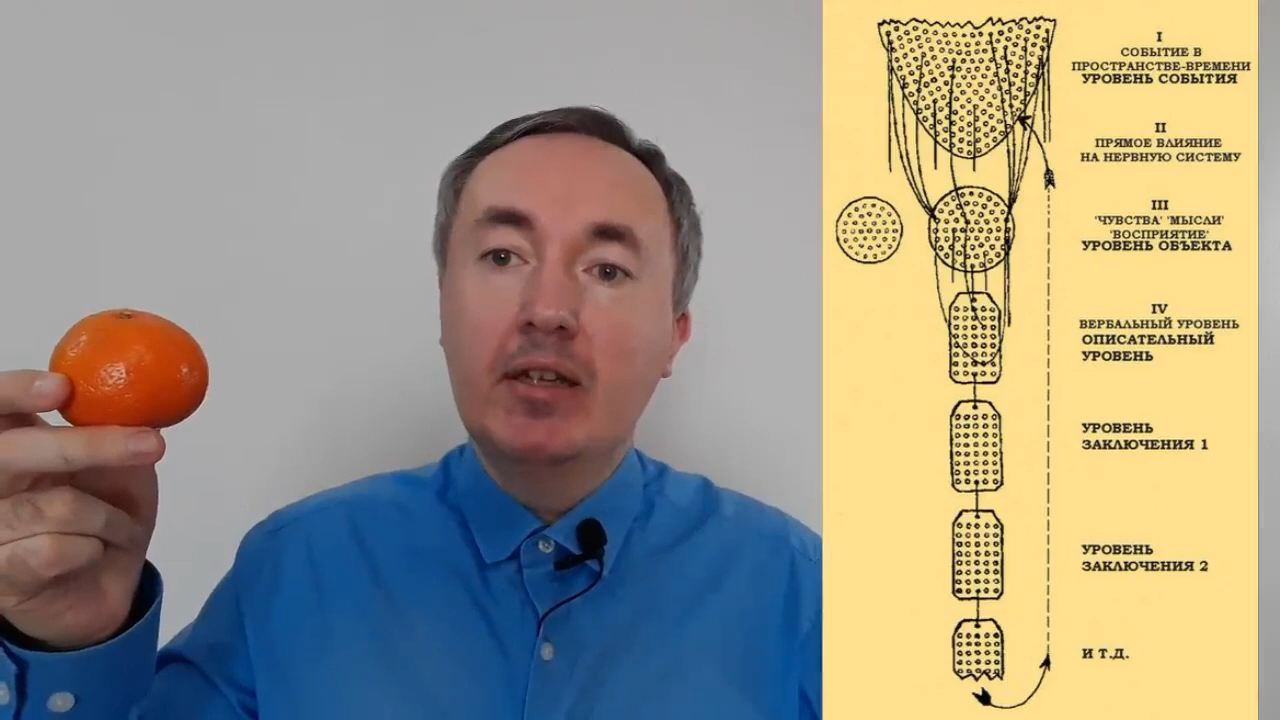 I
СОБЫТИЕ В
ПРОСТРАНСТВЕ-ВРЕМЕНИ
УРОВЕНЬ СОБЫТИЯ
II
ПРЯМОЕ ВЛИЯНИЕ
НА НЕРВНУЮ СИСТЕМУ
III
'ЧУВСТВА' 'МЫСЛИ'
'ВОСПРИЯТИЕ'
УРОВЕНЬ ОБЪЕКТА
IV
ВЕРБАЛЬНЫЙ УРОВЕНЬ
ОПИСАТЕЛЬНЫЙ
УРОВЕНЬ
УРОВЕНЬ
ЗАКЛЮЧЕНИЯ 1
УРОВЕНЬ
ЗАКЛЮЧЕНИЯ 2
И Т.Д.